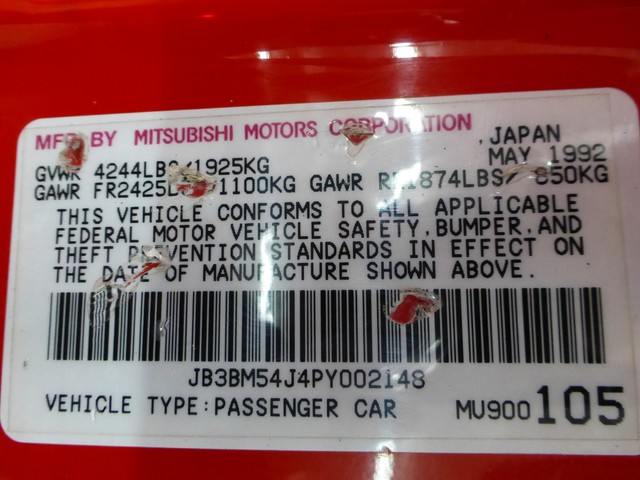 MFD BY MITSUBISHI MOTORS CORPORATION , JAPAN
MAY 1992
GVWR 4244LBS/1925KG
GAWR FR2425LBS/1100KG GAWR RR1874LBS/ 850KG
THIS VEHICLE CONFORMS TO ALL APPLICABLE
FEDERAL MOTOR VEHICLE SAFETY, BUMPER, AND
THEFT PREVENTION STANDARDS IN EFFECT ON
THE DATE OF MANUFACTURE SHOWN ABOVE.
JB3BM54J4PY002148
VEHICLE TYPE:PASSENGER CAR MU900105